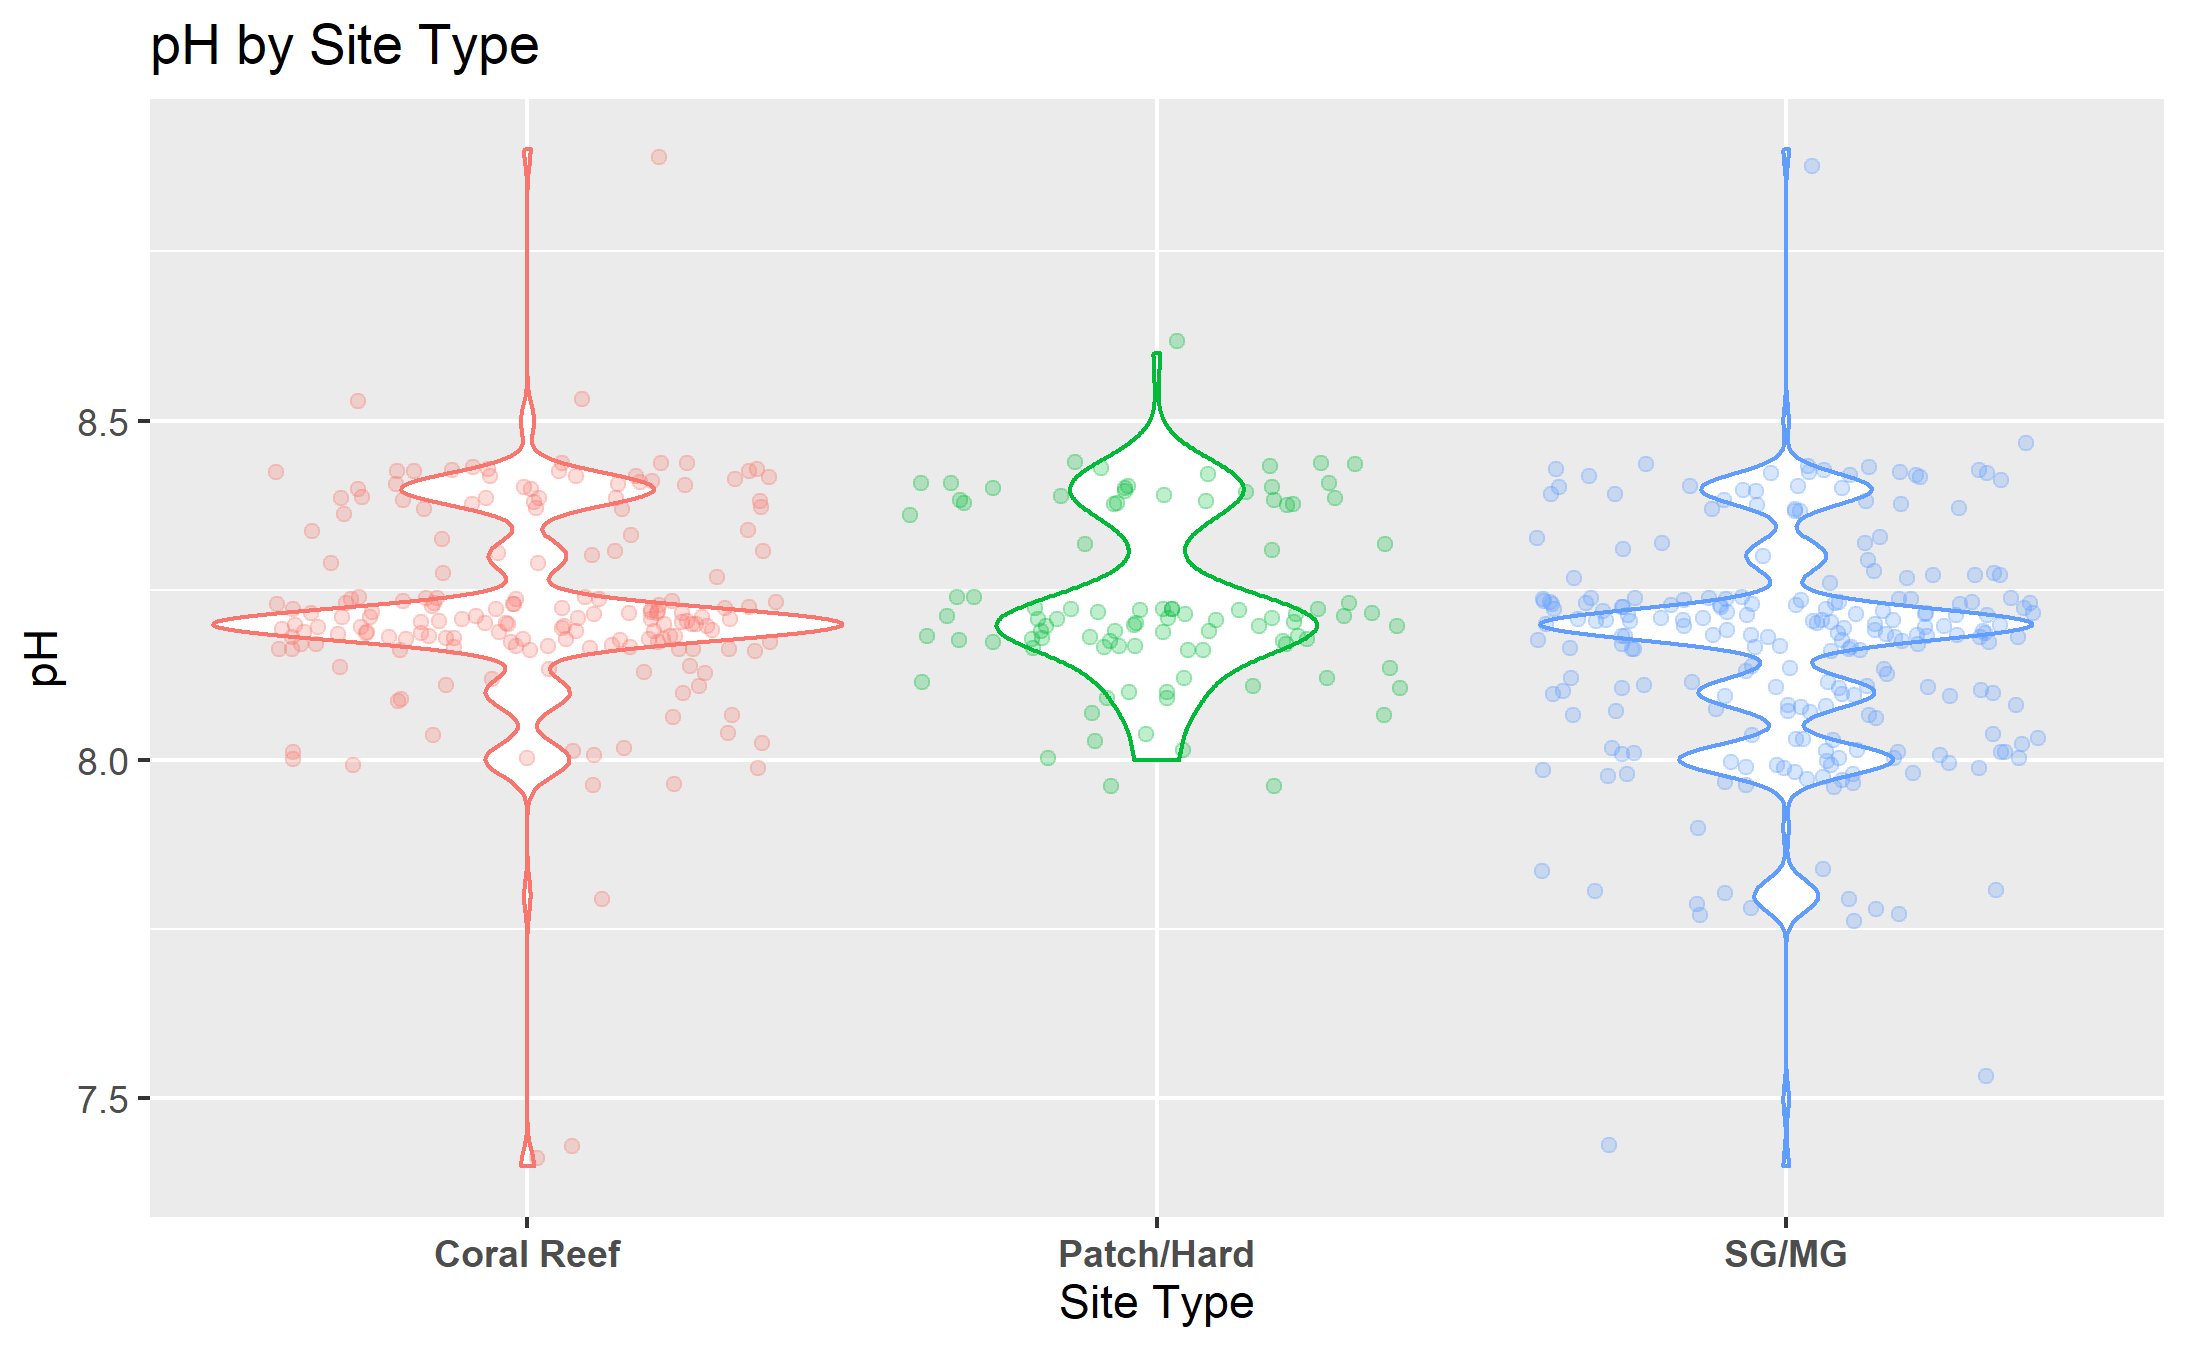 pH by Site Type
pH
8.5
8.0
7.5
Coral Reef
Patch/Hard
SG/MG
Site Type